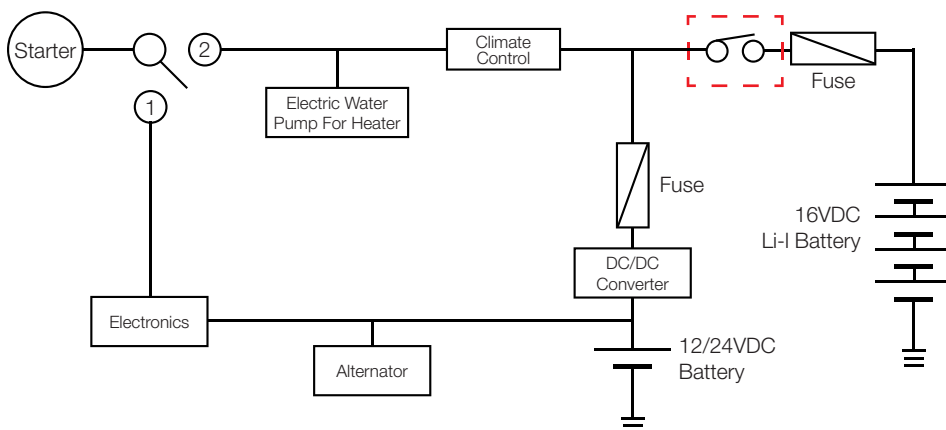 Starter
2
Climate
Control
Fuse
1
Electric Water
Pump For Heater
Fuse
16VDC
Li-I Battery
DC/DC
Converter
Electronics
Alternator
12/24VDC
Battery